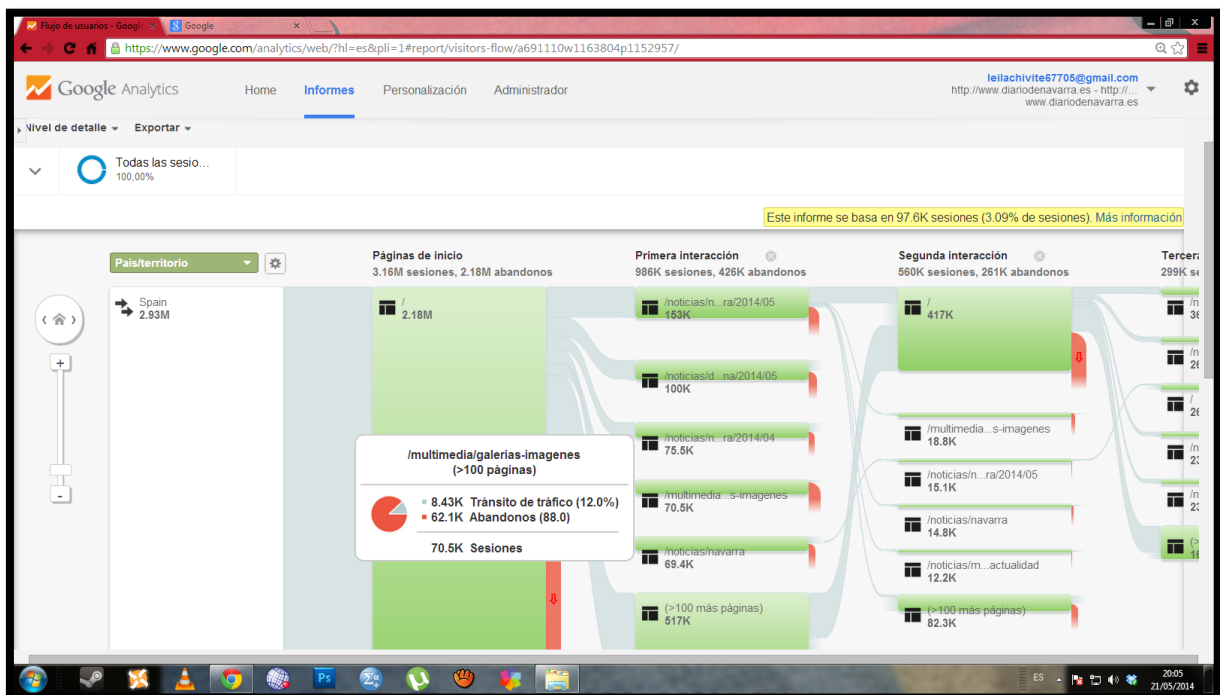 Flujo de usuarios - Googl
Google
https://www.google.com/analytics/web/?hl=es&pli=1#report/visitors-flow/a691110w1163804p1152957/
Google Analytics
Home
Informes
Personalización
Administrador
leilachivite67705@gmail.com
http://www.diariodenavarra.es - http://...
www.diariodenavarra.es
Nivel de detalle
Exportar
Todas las sesio...
100,00%
Este informe se basa en 97.6K sesiones (3.09% de sesiones). Más información
País/territorio
Spain
2.93M
Páginas de inicio
3.16M sesiones, 2.18M abandonos
/
2.18M
/multimedia/galerias-imagenes
(>100 páginas)
8.43K Tránsito de tráfico (12.0%)
62.1K Abandonos (88.0)
70.5K Sesiones
Primera interacción
986K sesiones, 426K abandonos
/noticias/n...ra/2014/05
153K
/noticias/d...na/2014/05
100K
/noticias/n...ra/2014/04
75.5K
/multimedia...s-imagenes
70.5K
/noticias/navarra
69.4K
(>100 más páginas)
517K
Segunda interacción
560K sesiones, 261K abandonos
/
417K
/multimedia...s-imagenes
18.8K
/noticias/n...ra/2014/05
15.1K
/noticias/navarra
14.8K
/noticias/m...actualidad
12.2K
(>100 más páginas)
82.3K
Tercera
299K se
/n
36
/n
26
/
26
/n
23
/n
23
(>
16
Ps
ES
20:05
21/05/2014